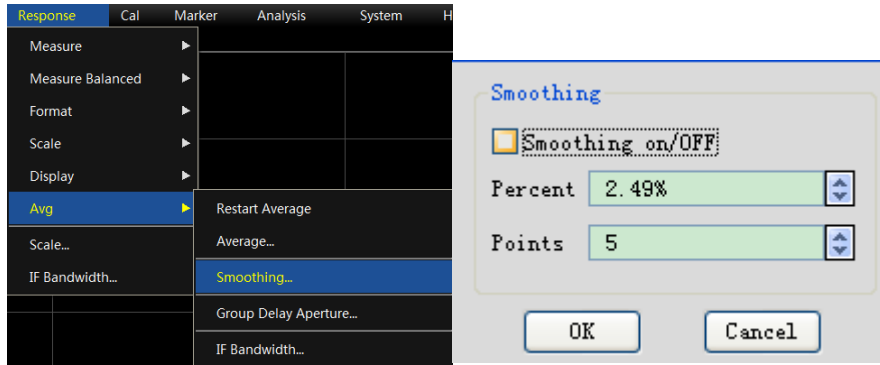 Response Cal Marker Analysis System H
Measure
Measure Balanced
Format
Scale
Display
Avg
Scale...
IF Bandwidth...
Restart Average
Average...
Smoothing...
Group Delay Aperture...
IF Bandwidth...
Smoothing
Smoothing on/OFF
Percent 2.49%
Points 5
OK Cancel